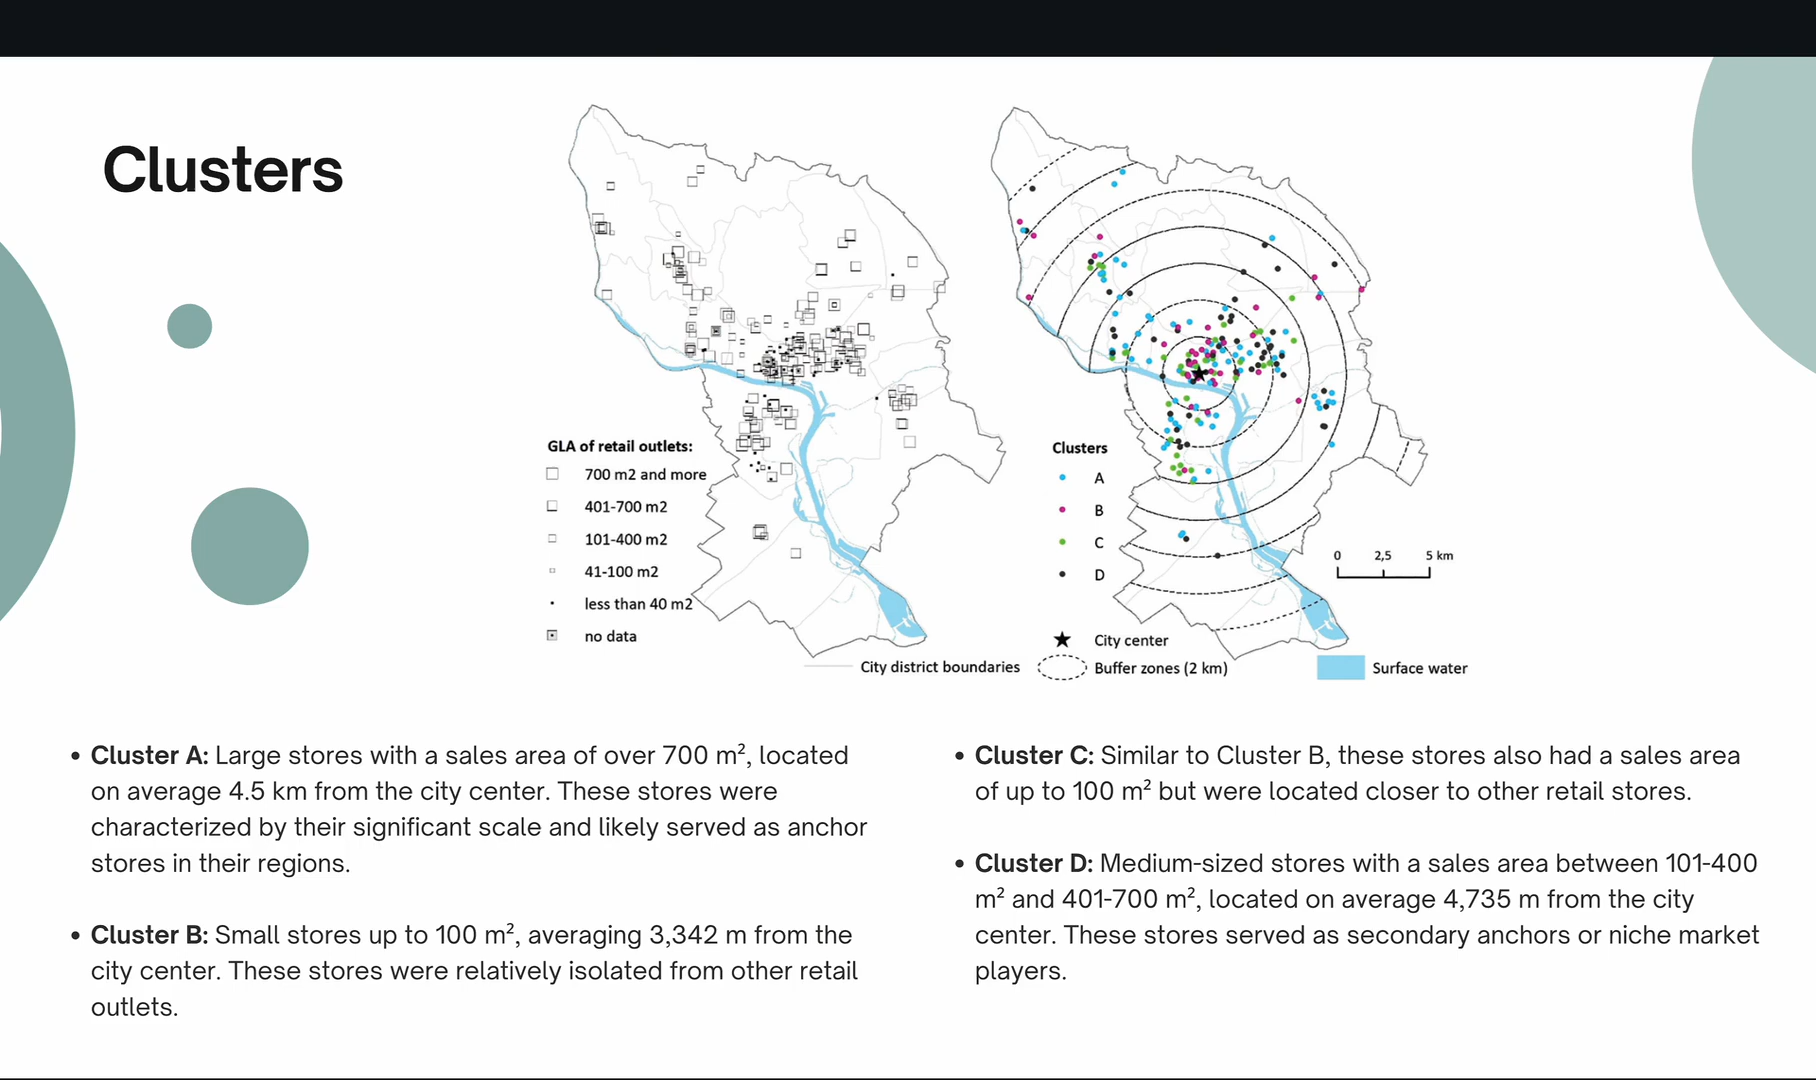 Clusters
GLA of retail outlets:
700 m2 and more
401-700 m2
101-400 m2
41-100 m2
less than 40 m2
no data
Clusters
A
B
C
D
City center
City district boundaries
Buffer zones (2 km)
0 2,5 5 km
Surface water
• Cluster A: Large stores with a sales area of over 700 m², located
on average 4.5 km from the city center. These stores were
characterized by their significant scale and likely served as anchor
stores in their regions.
• Cluster B: Small stores up to 100 m², averaging 3,342 m from the
city center. These stores were relatively isolated from other retail
outlets.
• Cluster C: Similar to Cluster B, these stores also had a sales area
of up to 100 m² but were located closer to other retail stores.
• Cluster D: Medium-sized stores with a sales area between 101-400
m² and 401-700 m², located on average 4,735 m from the city
center. These stores served as secondary anchors or niche market
players.